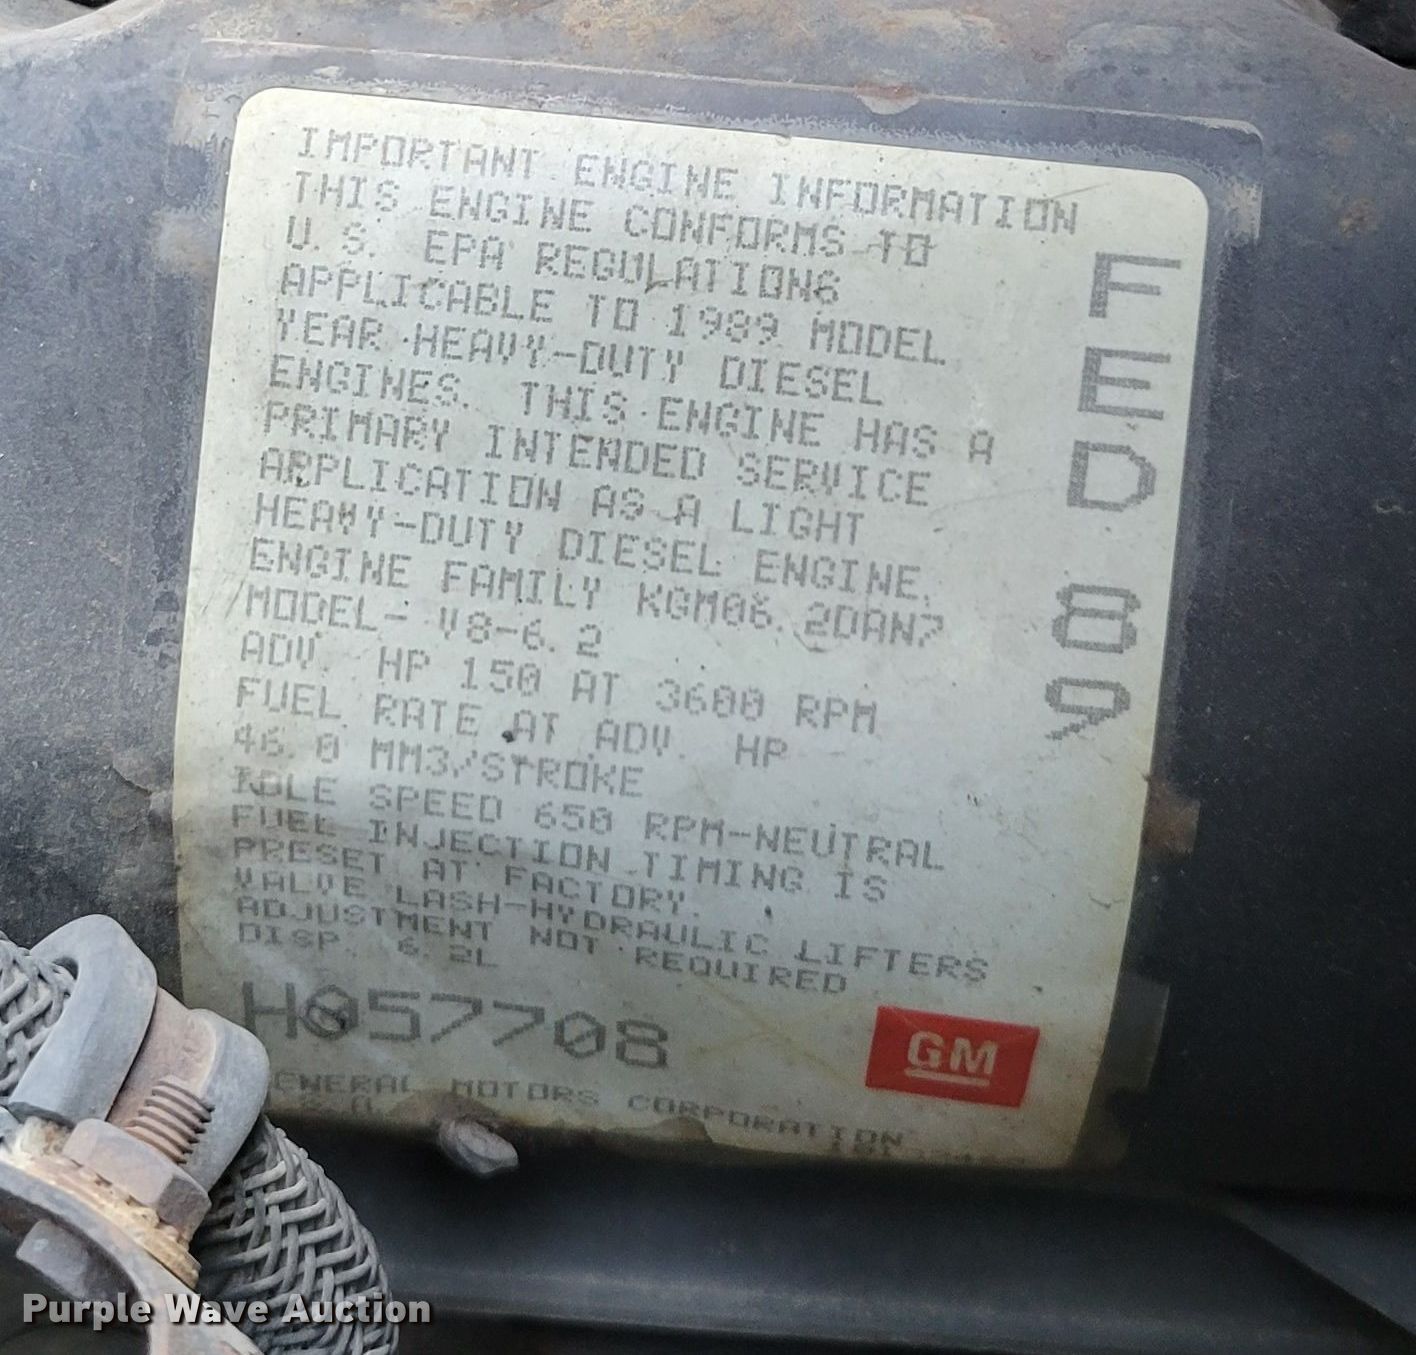 IMPORTANT ENGINE INFORMATION
THIS ENGINE CONFORMS TO
U.S. EPA REGULATIONS
APPLICABLE TO 1989 MODEL
YEAR HEAVY-DUTY DIESEL
ENGINES. THIS ENGINE HAS A
PRIMARY INTENDED SERVICE
APPLICATION AS A LIGHT
HEAVY-DUTY DIESEL ENGINE.
ENGINE FAMILY KGM06.2DAN7
MODEL- V8-6.2
ADV. HP 150 AT 3600 RPM
FUEL RATE AT ADV. HP
46.0 MM3/STROKE
IDLE SPEED 650 RPM-NEUTRAL
FUEL INJECTION TIMING IS
PRESET AT FACTORY.
VALVE LASH-HYDRAULIC LIFTERS
ADJUSTMENT NOT REQUIRED
DISP. 6.2L
H057708
GM
MOTORS CORPORATION
FED 89
Purple Wave Auction